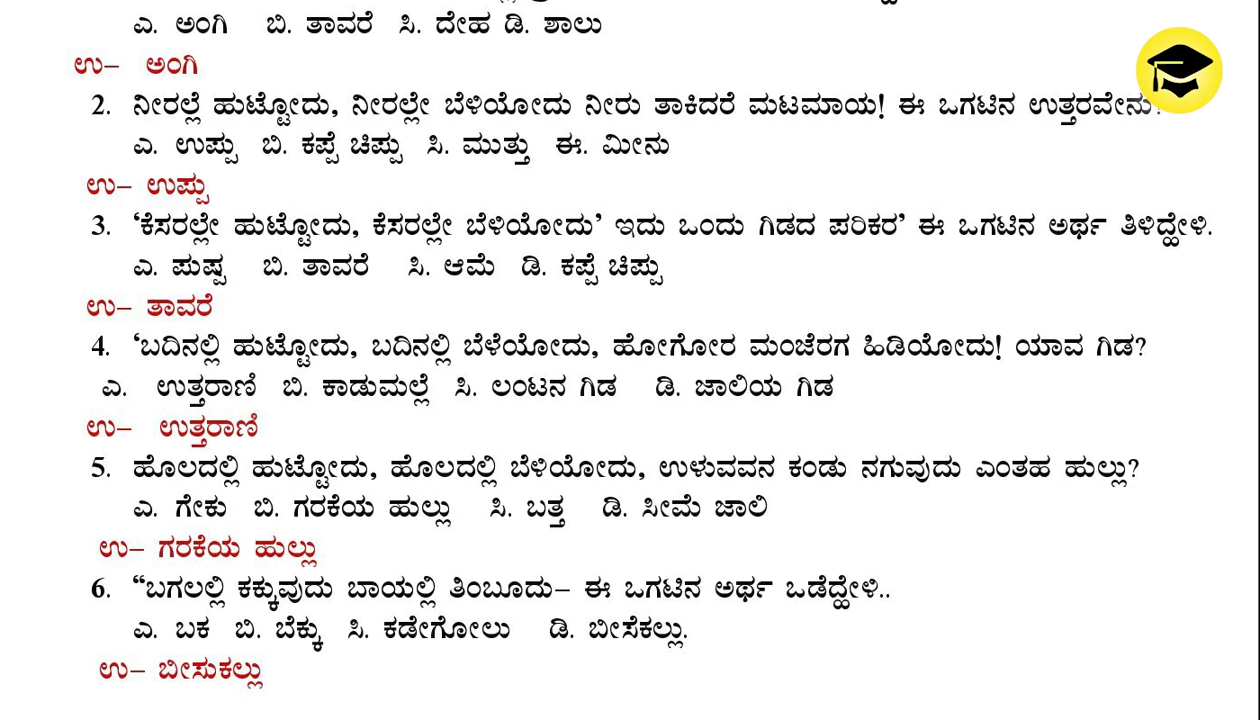 ಎ. ಅಂಗಿ ಬಿ. ತಾವರೆ ಸಿ. ದೇಹ ಡಿ. ಶಾಲು
ಉ– ಅಂಗಿ
2. ನೀರಲ್ಲೆ ಹುಟ್ಟೋದು, ನೀರಲ್ಲೇ ಬೆಳೆಯೋದು ನೀರು ತಾಕಿದರೆ ಮಟಮಾಯ! ಈ ಒಗಟಿನ ಉತ್ತರವೇನು?
ಎ. ಉಪ್ಪು ಬಿ. ಕಪ್ಪೆ ಚಿಪ್ಪು ಸಿ. ಮುತ್ತು ಈ. ಮೀನು
ಉ– ಉಪ್ಪು
3. ‘ಕೆಸರಲ್ಲೇ ಹುಟ್ಟೋದು, ಕೆಸರಲ್ಲೇ ಬೆಳಿಯೋದು’ ಇದು ಒಂದು ಗಿಡದ ಪರಿಕರ’ ಈ ಒಗಟಿನ ಅರ್ಥ ತಿಳಿದ್ಹೇಳಿ.
ಎ. ಪುಷ್ಪ ಬಿ. ತಾವರೆ ಸಿ. ಆಮೆ ಡಿ. ಕಪ್ಪೆ ಚಿಪ್ಪು
ಉ– ತಾವರೆ
4. ‘ಬದಿನಲ್ಲಿ ಹುಟ್ಟೋದು, ಬದಿನಲ್ಲಿ ಬೆಳೆಯೋದು, ಹೋಗೋರ ಮಂಜೆರಗ ಹಿಡಿಯೋದು! ಯಾವ ಗಿಡ?
ಎ. ಉತ್ತರಾಣಿ ಬಿ. ಕಾಡುಮಲ್ಲೆ ಸಿ. ಲಂಟನ ಗಿಡ ಡಿ. ಜಾಲಿಯ ಗಿಡ
ಉ– ಉತ್ತರಾಣಿ
5. ಹೊಲದಲ್ಲಿ ಹುಟ್ಟೋದು, ಹೊಲದಲ್ಲಿ ಬೆಳಿಯೋದು, ಉಳುವವನ ಕಂಡು ನಗುವುದು ಎಂತಹ ಹುಲ್ಲು?
ಎ. ಗೇಕು ಬಿ. ಗರಕೆಯ ಹುಲ್ಲು ಸಿ. ಬತ್ತ ಡಿ. ಸೀಮೆ ಜಾಲಿ
ಉ– ಗರಕೆಯ ಹುಲ್ಲು
6. “ಬಗಲಲ್ಲಿ ಕಕ್ಕುವುದು ಬಾಯಲ್ಲಿ ತಿಂಬೂದು– ಈ ಒಗಟಿನ ಅರ್ಥ ಒಡೆದ್ಹೇಳಿ..
ಎ. ಬಕ ಬಿ. ಬೆಕ್ಕು ಸಿ. ಕಡೇಗೋಲು ಡಿ. ಬೀಸೆಕಲ್ಲು.
ಉ– ಬೀಸುಕಲ್ಲು